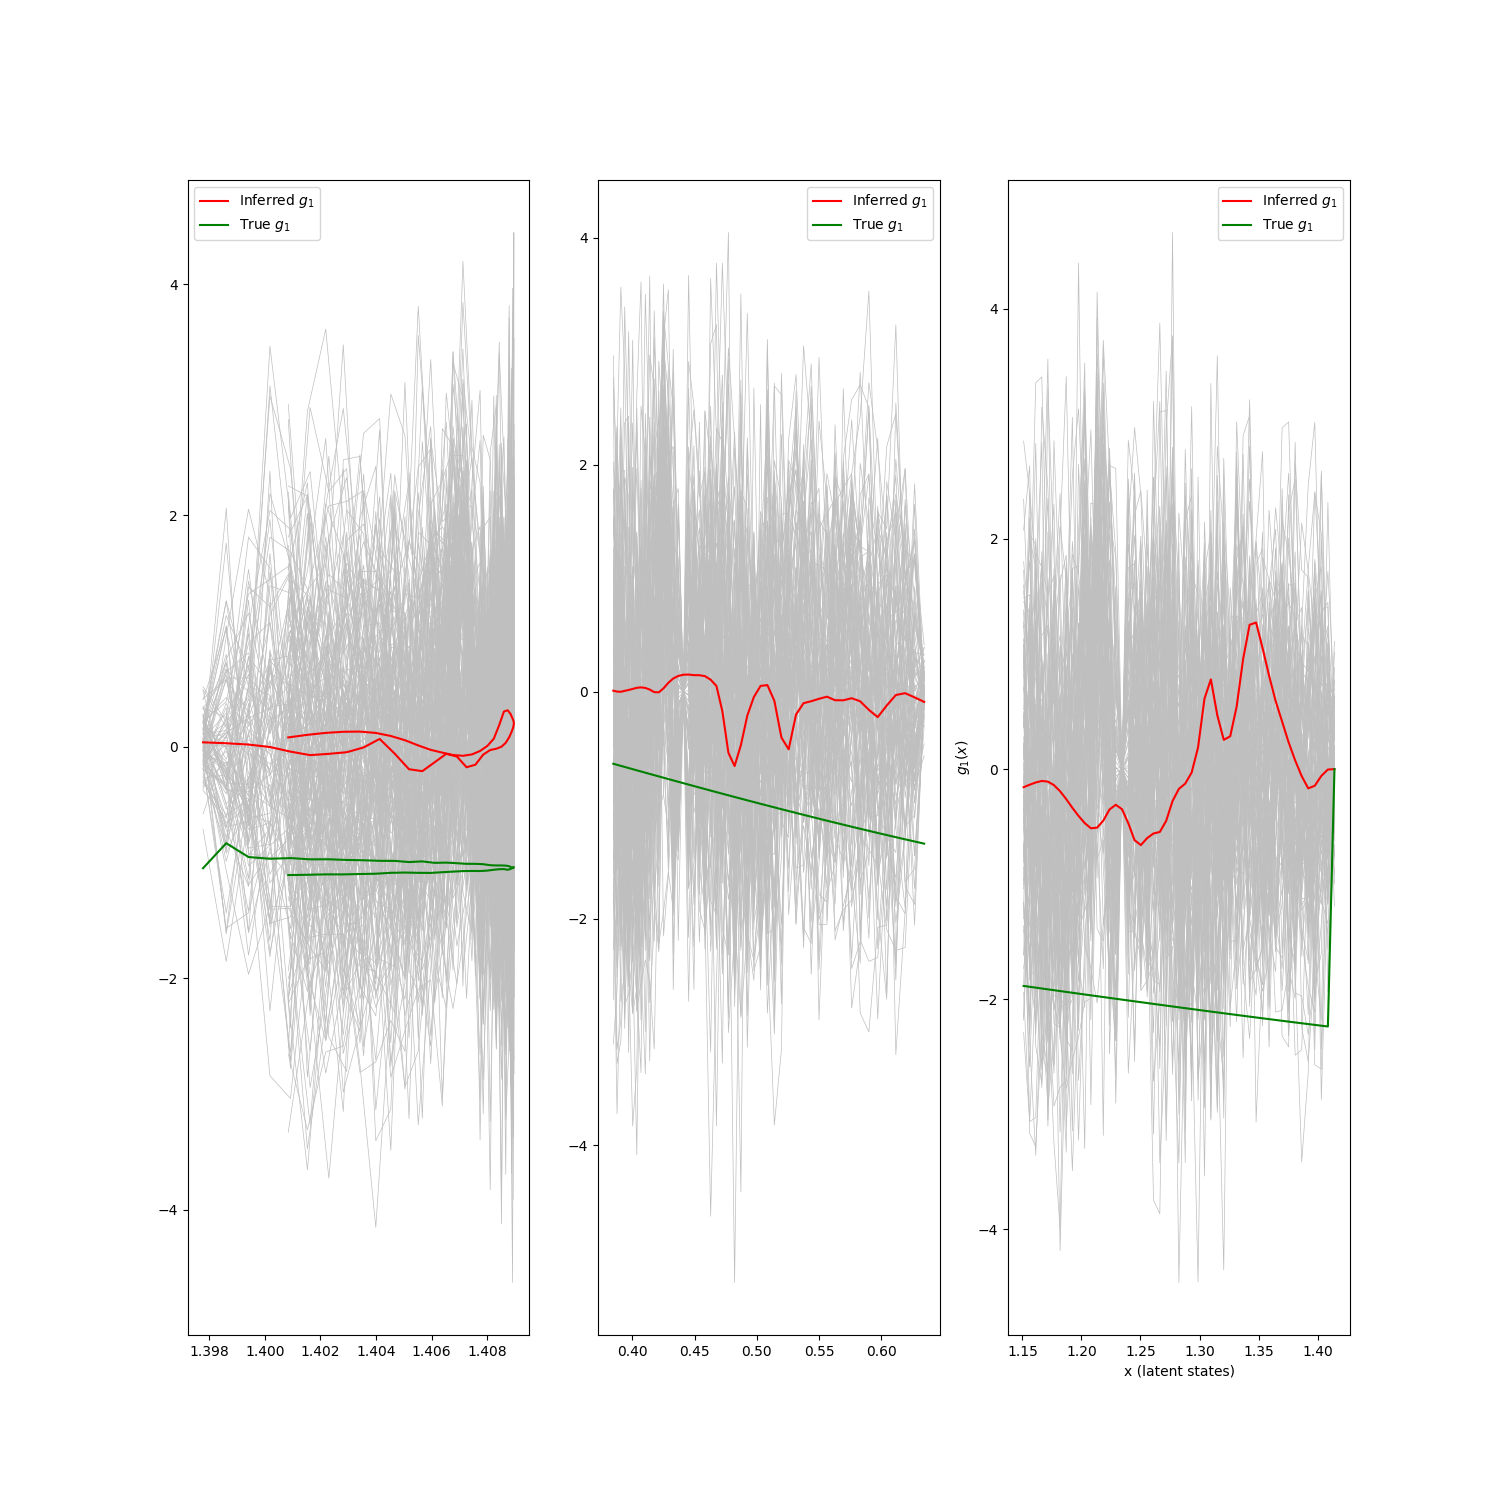 Inferred g₁
True g₁
4
2
0
−2
−4
1.398 1.400 1.402 1.404 1.406 1.408
Inferred g₁
True g₁
4
2
0
−2
−4
0.40 0.45 0.50 0.55 0.60
Inferred g₁
True g₁
4
2
0
−2
−4
g₁(x)
1.15 1.20 1.25 1.30 1.35 1.40
x (latent states)